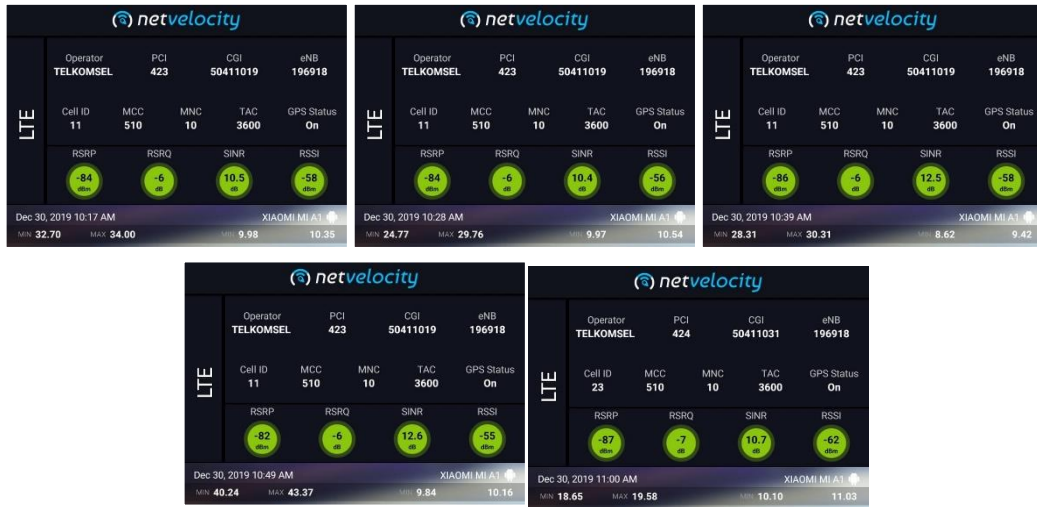 netvelocity
LTE
Operator PCI CGI eNB
TELKOMSEL 423 50411019 196918
Cell ID MCC MNC TAC GPS Status
11 510 10 3600 On
RSRP RSRQ SINR RSSI
-84 -6 10.5 -58
dBm dB dB dBm
Dec 30, 2019 10:17 AM XIAOMI MI A1
MIN 32.70 MAX 34.00 MIN 9.98 10.35
netvelocity
LTE
Operator PCI CGI eNB
TELKOMSEL 423 50411019 196918
Cell ID MCC MNC TAC GPS Status
11 510 10 3600 On
RSRP RSRQ SINR RSSI
-84 -6 10.4 -56
dBm dB dB dBm
Dec 30, 2019 10:28 AM XIAOMI MI A1
MIN 24.77 MAX 29.76 MIN 9.97 10.54
netvelocity
LTE
Operator PCI CGI eNB
TELKOMSEL 423 50411019 196918
Cell ID MCC MNC TAC GPS Status
11 510 10 3600 On
RSRP RSRQ SINR RSSI
-86 -6 12.5 -58
dBm dB dB dBm
Dec 30, 2019 10:39 AM XIAOMI MI A1
MIN 28.31 MAX 30.31 MIN 8.62 9.42
netvelocity
LTE
Operator PCI CGI eNB
TELKOMSEL 423 50411019 196918
Cell ID MCC MNC TAC GPS Status
11 510 10 3600 On
RSRP RSRQ SINR RSSI
-82 -6 12.6 -55
dBm dB dB dBm
Dec 30, 2019 10:49 AM XIAOMI MI A1
MIN 40.24 MAX 43.37 MIN 9.84 10.16
netvelocity
LTE
Operator PCI CGI eNB
TELKOMSEL 424 50411031 196918
Cell ID MCC MNC TAC GPS Status
23 510 10 3600 On
RSRP RSRQ SINR RSSI
-87 -7 10.7 -62
dBm dB dB dBm
Dec 30, 2019 11:00 AM XIAOMI MI A1
MIN 18.65 MAX 19.58 MIN 10.10 11.03